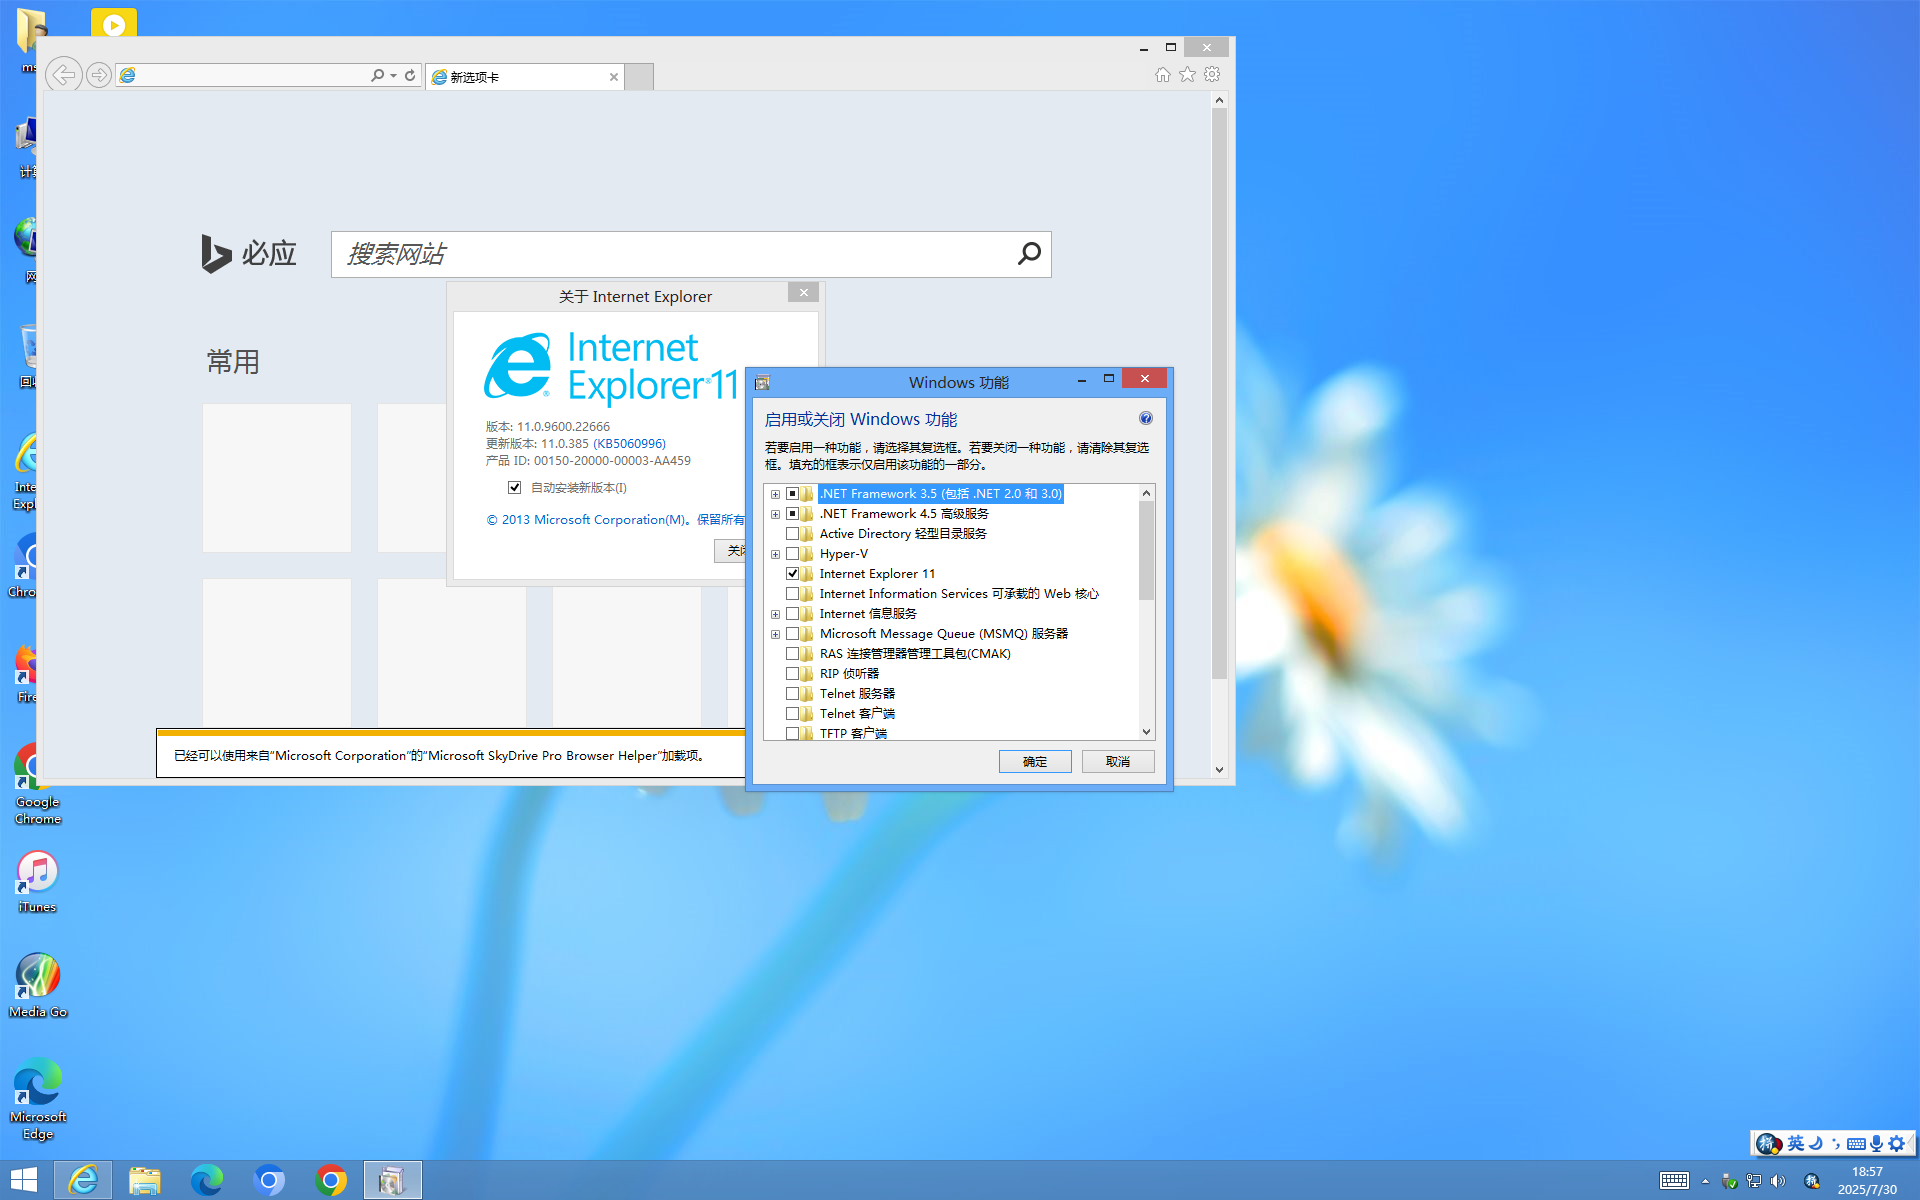 新选项卡
必应
搜索网站
常用
关于 Internet Explorer
Internet
Explorer 11
版本: 11.0.9600.22666
更新版本: 11.0.385 (KB5060996)
产品 ID: 00150-20000-00003-AA459
自动安装新版本(I)
© 2013 Microsoft Corporation(M)。保留所有
关闭
已经可以使用来自“Microsoft Corporation”的“Microsoft SkyDrive Pro Browser Helper”加载项。
Windows 功能
启用或关闭 Windows 功能
若要启用一种功能，请选择其复选框。若要关闭一种功能，请清除其复选
框。填充的框表示仅启用该功能的一部分。
.NET Framework 3.5 (包括 .NET 2.0 和 3.0)
.NET Framework 4.5 高级服务
Active Directory 轻型目录服务
Hyper-V
Internet Explorer 11
Internet Information Services 可承载的 Web 核心
Internet 信息服务
Microsoft Message Queue (MSMQ) 服务器
RAS 连接管理器管理工具包(CMAK)
RIP 侦听器
Telnet 服务器
Telnet 客户端
TFTP 客户端
确定
取消
Google
Chrome
iTunes
Media Go
Microsoft
Edge
英
18:57
2025/7/30